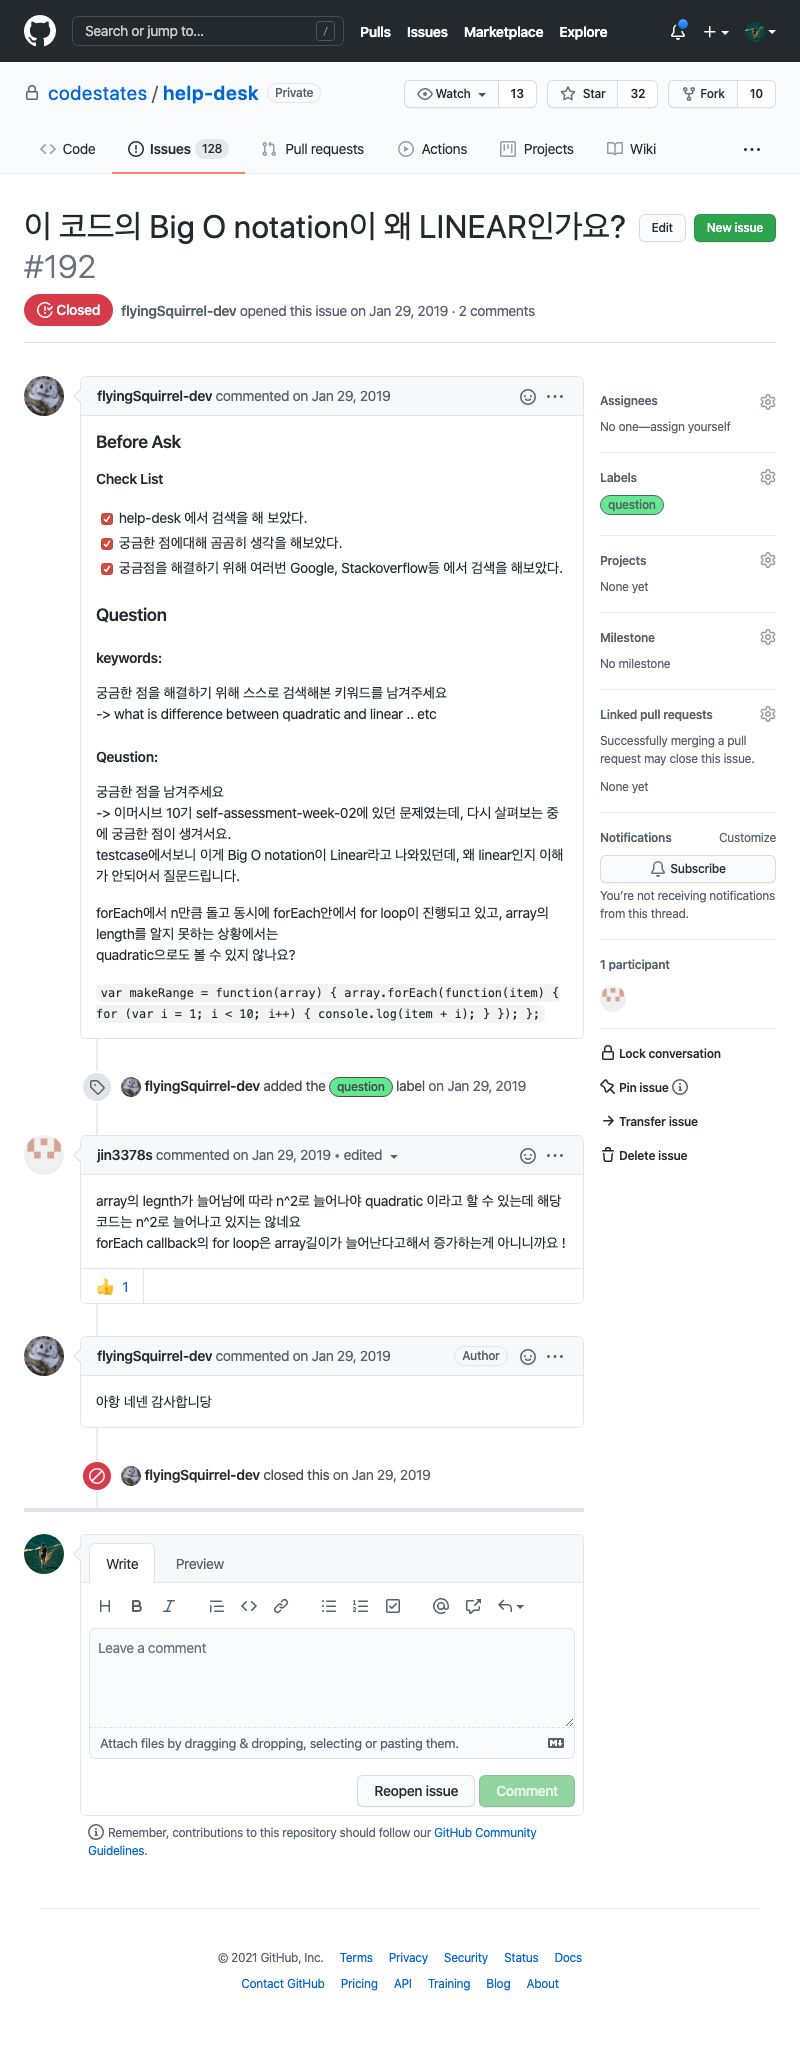 Search or jump to... /
Pulls Issues Marketplace Explore
codestates / help-desk Private
Watch 13 Star 32 Fork 10
Code Issues 128 Pull requests Actions Projects Wiki
이 코드의 Big O notation이 왜 LINEAR인가요? #192
Edit New issue
Closed flyingSquirrel-dev opened this issue on Jan 29, 2019 · 2 comments
flyingSquirrel-dev commented on Jan 29, 2019
Before Ask
Check List
help-desk 에서 검색을 해 보았다.
궁금한 점에대해 곰곰히 생각을 해보았다.
궁금점을 해결하기 위해 여러번 Google, Stackoverflow등 에서 검색을 해보았다.
Question
keywords:
궁금한 점을 해결하기 위해 스스로 검색해본 키워드를 남겨주세요
-> what is difference between quadratic and linear .. etc
Qeustion:
궁금한 점을 남겨주세요
-> 이머시브 10기 self-assessment-week-02에 있던 문제였는데, 다시 살펴보는 중
에 궁금한 점이 생겨서요.
testcase에서보니 이게 Big O notation이 Linear라고 나와있던데, 왜 linear인지 이해
가 안되어서 질문드립니다.
forEach에서 n만큼 돌고 동시에 forEach안에서 for loop이 진행되고 있고, array의
length를 알지 못하는 상황에서는
quadratic으로도 볼 수 있지 않나요?
var makeRange = function(array) { array.forEach(function(item) {
for (var i = 1; i < 10; i++) { console.log(item + i); } }); };
flyingSquirrel-dev added the question label on Jan 29, 2019
jin3378s commented on Jan 29, 2019 • edited
array의 legnth가 늘어남에 따라 n^2로 늘어나야 quadratic 이라고 할 수 있는데 해당
코드는 n^2로 늘어나고 있지는 않네요
forEach callback의 for loop은 array길이가 늘어난다고해서 증가하는게 아니니까요 !
👍 1
flyingSquirrel-dev commented on Jan 29, 2019 Author
아항 네넨 감사합니당
flyingSquirrel-dev closed this on Jan 29, 2019
Write Preview
Leave a comment
Attach files by dragging & dropping, selecting or pasting them.
Reopen issue Comment
Remember, contributions to this repository should follow our GitHub Community
Guidelines.
Assignees
No one—assign yourself
Labels
question
Projects
None yet
Milestone
No milestone
Linked pull requests
Successfully merging a pull
request may close this issue.
None yet
Notifications Customize
Subscribe
You're not receiving notifications
from this thread.
1 participant
Lock conversation
Pin issue
Transfer issue
Delete issue
© 2021 GitHub, Inc. Terms Privacy Security Status Docs
Contact GitHub Pricing API Training Blog About